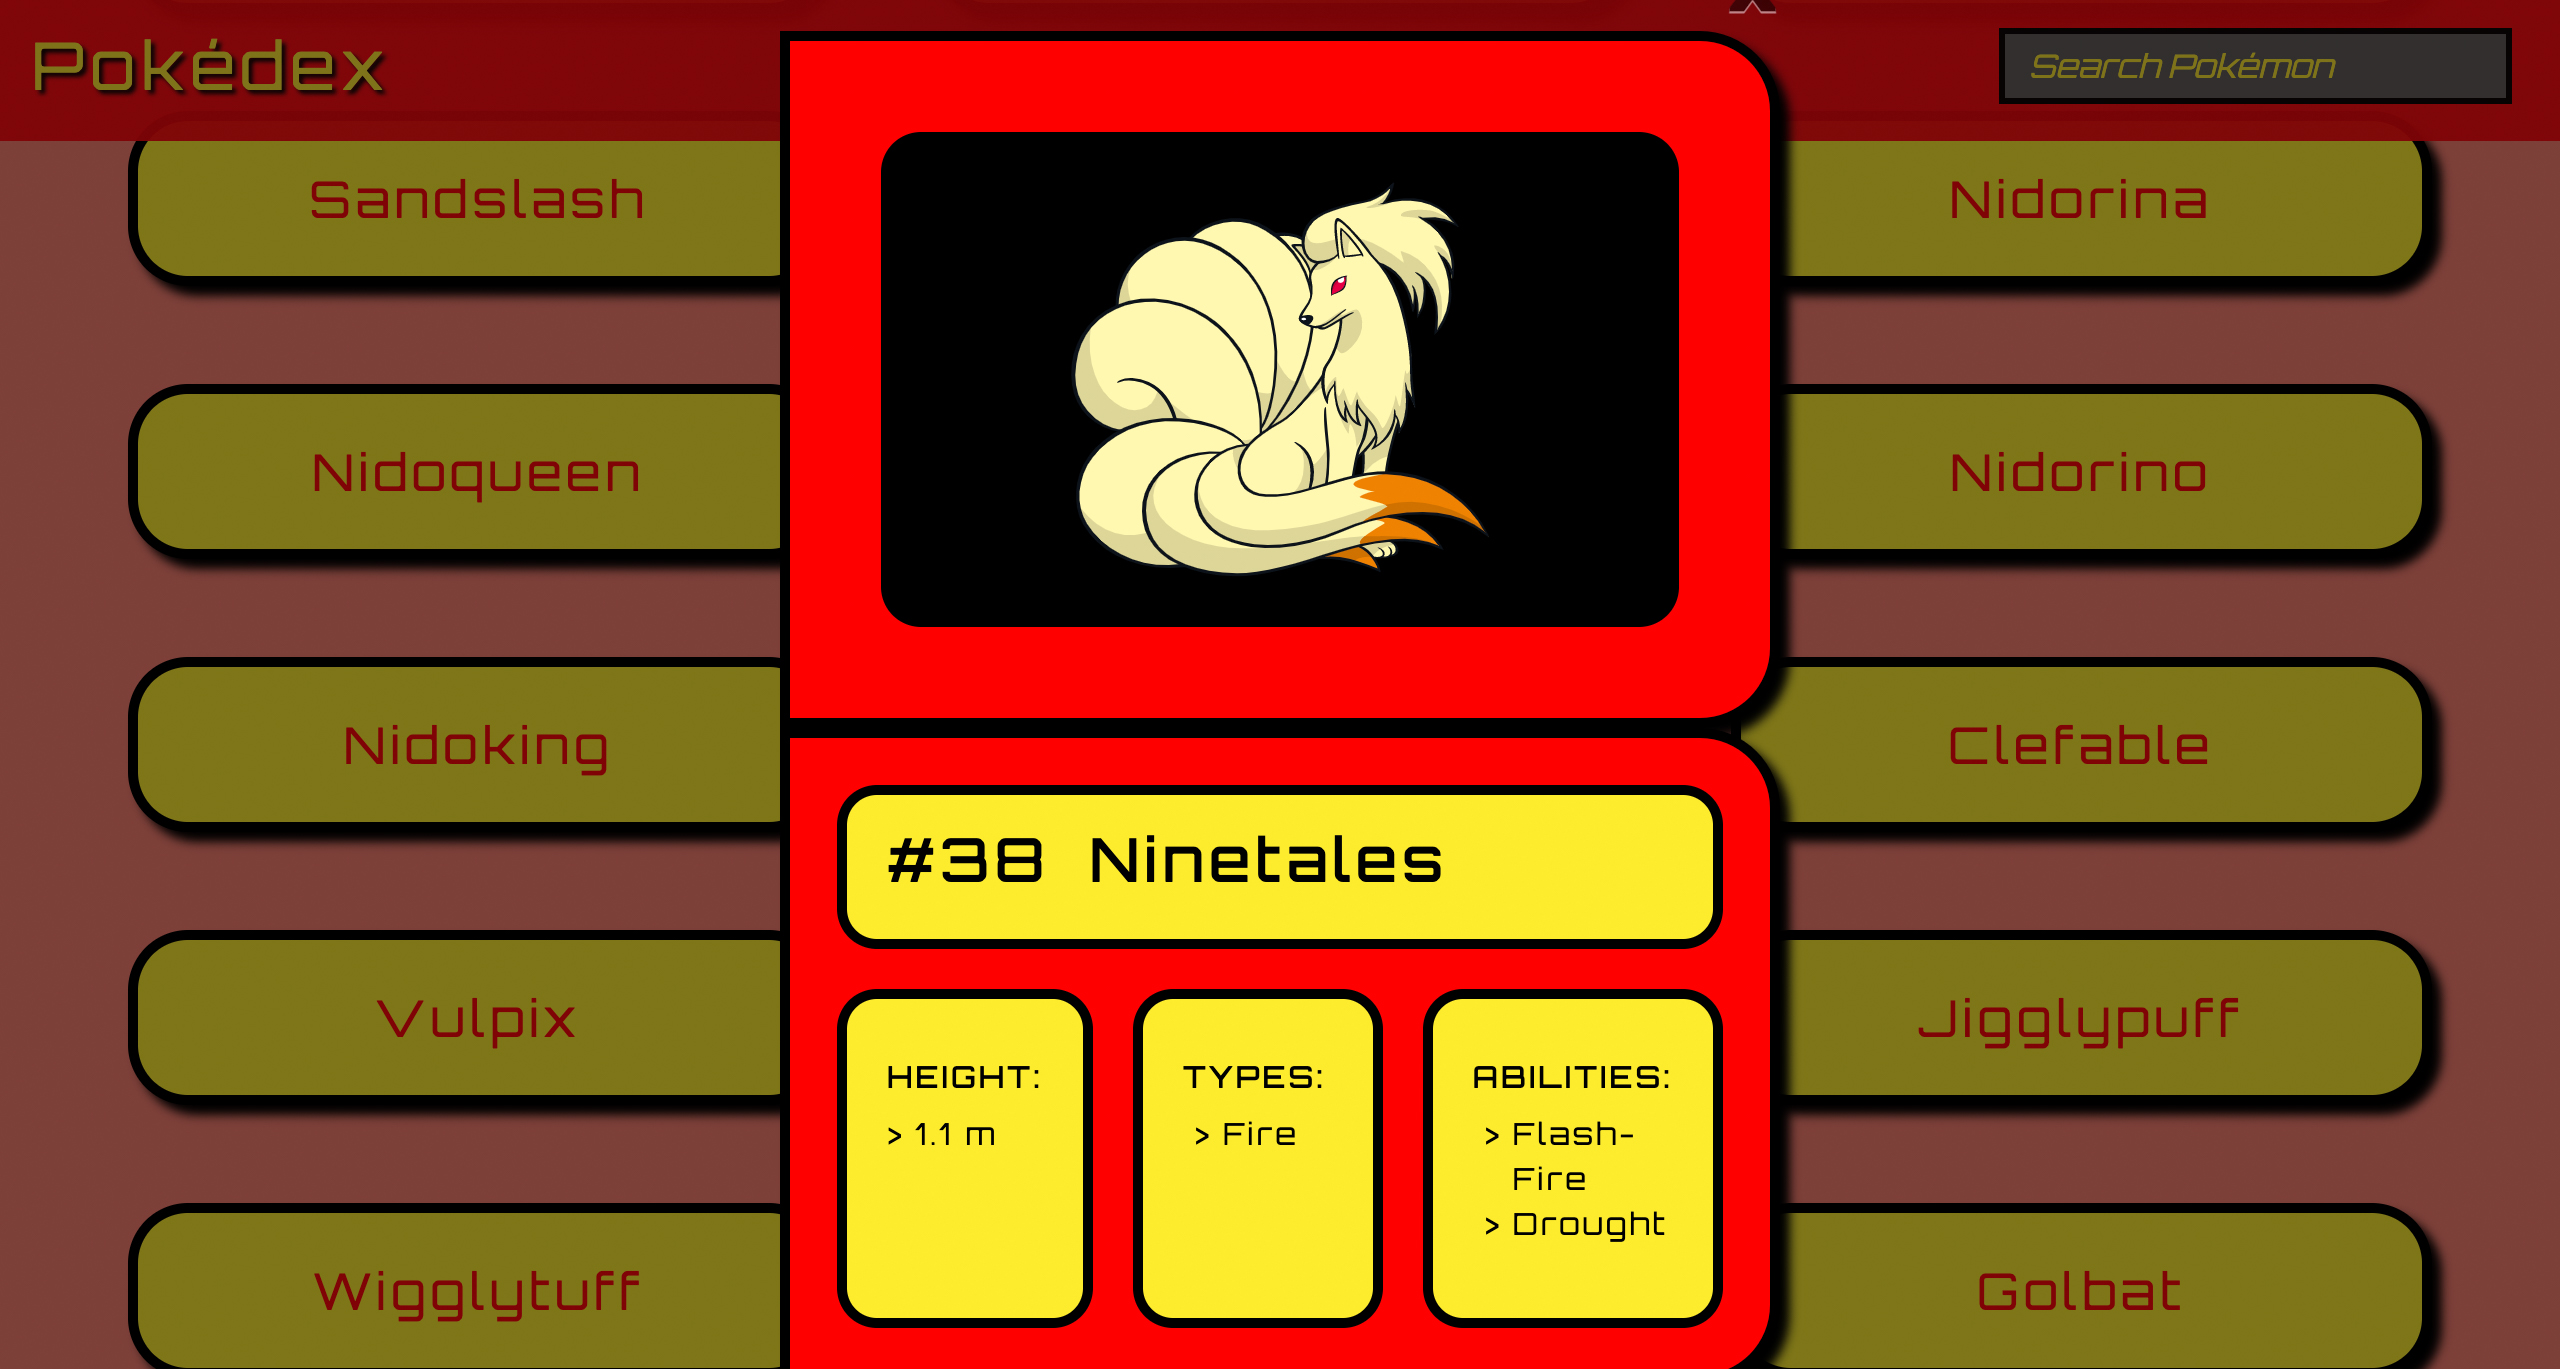 Pokédex
Search Pokémon
Sandslash
Nidorina
Nidoqueen
Nidorino
Nidoking
Clefable
#38 Ninetales
Vulpix
Jigglypuff
HEIGHT:
> 1.1 m
TYPES:
> Fire
ABILITIES:
> Flash-
Fire
> Drought
Wigglytuff
Golbat